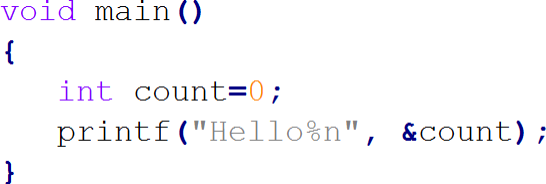 void main()
{
int count=0;
printf("Hello%n", &count);
}